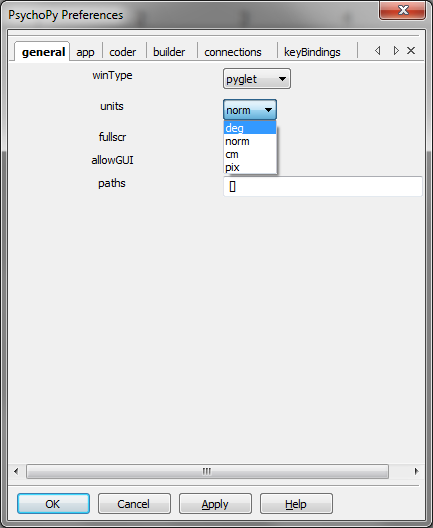 PsychoPy Preferences
general app coder builder connections keyBindings
winType pyglet
units norm
deg
norm
cm
pix
fullscr
allowGUI
paths []
OK Cancel Apply Help